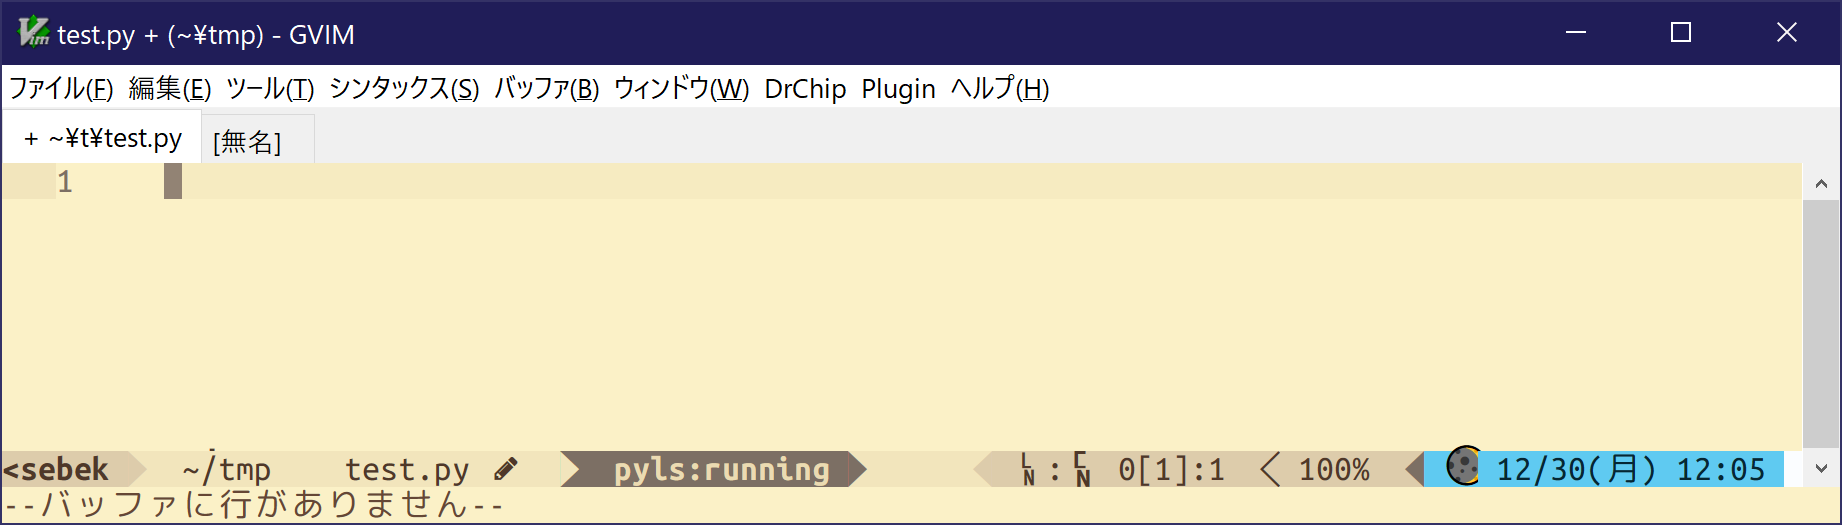 test.py + (~¥tmp) - GVIM
ファイル(F) 編集(E) ツール(T) シンタックス(S) バッファ(B) ウィンドウ(W) DrChip Plugin ヘルプ(H)
+ ~¥t¥test.py [無名]
1
<sebek ~/tmp test.py pyls:running LN : CN 0[1]:1 100% 12/30(月) 12:05
--バッファに行がありません--